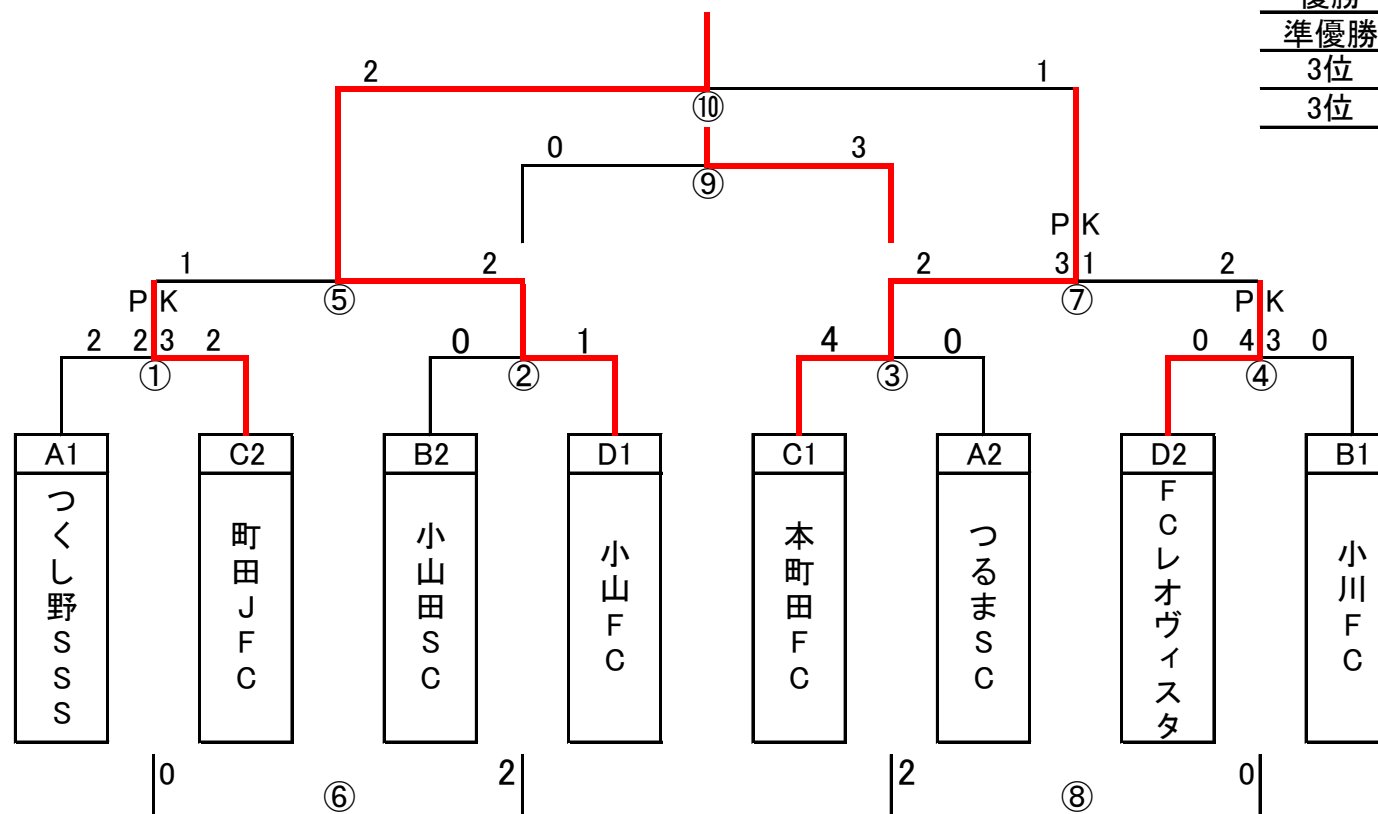 優勝
準優勝
3位
3位
2 1
⑩
0 3
⑨
PK
1 2 2 3 1 2
⑤ ⑦
PK PK
2 2 3 2 0 1 4 0 0 4 3 0
① ② ③ ④
A1 C2 B2 D1 C1 A2 D2 B1
つくし野SSS
町田JFC
小山田SC
小山FC
本町田FC
つるまSC
FCレオヴィスタ
小川FC
0 2 2 0
⑥ ⑧